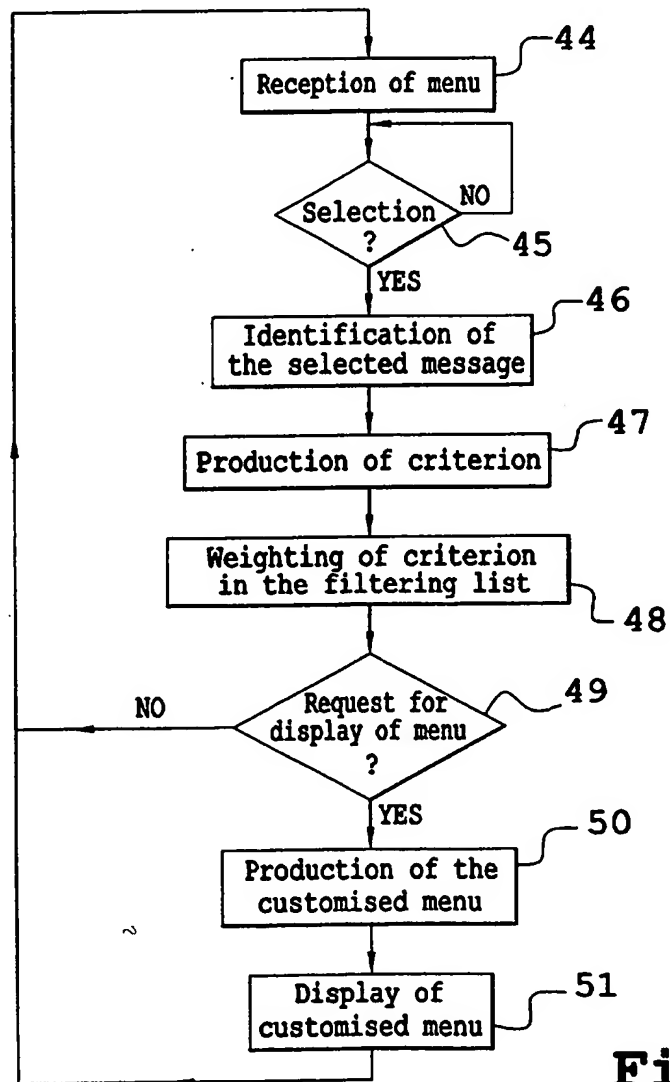 44
Reception of menu
NO
Selection
?
45
YES
46
Identification of
the selected message
47
Production of criterion
Weighting of criterion
in the filtering list
48
49
NO
Request for
display of menu
?
YES
50
Production of the
customised menu
51
Display of
customised menu